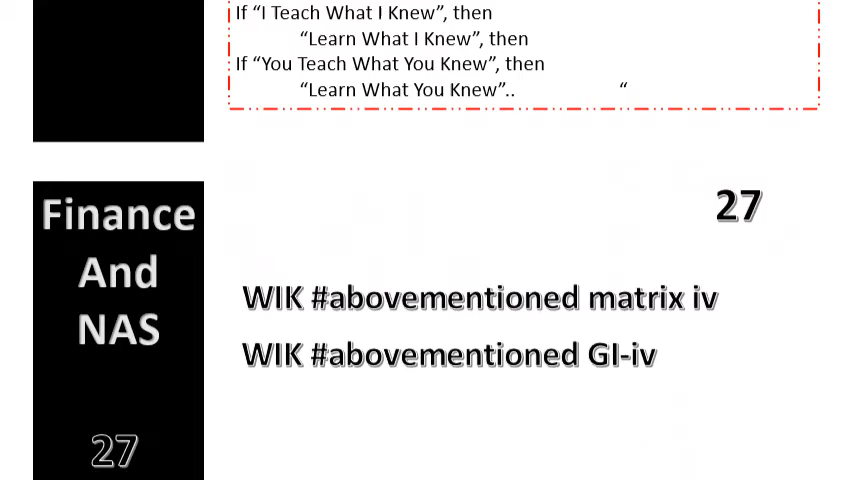 If “I Teach What I Knew”, then
“Learn What I Knew”, then
If “You Teach What You Knew”, then
“Learn What You Knew”.. “
Finance
And
NAS
27
27
WIK #abovementioned matrix iv
WIK #abovementioned GI-iv